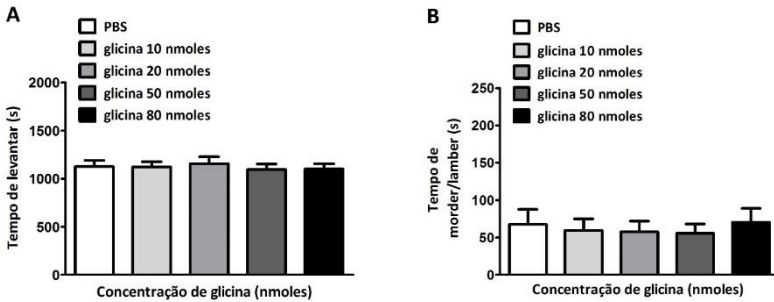 A
PBS
glicina 10 nmoles
glicina 20 nmoles
glicina 50 nmoles
glicina 80 nmoles
Tempo de levantar (s)
2000
1500
1000
500
0
Concentração de glicina (nmoles)
B
PBS
glicina 10 nmoles
glicina 20 nmoles
glicina 50 nmoles
glicina 80 nmoles
Tempo de
morder/lamber (s)
250
200
150
100
50
0
Concentração de glicina (nmoles)